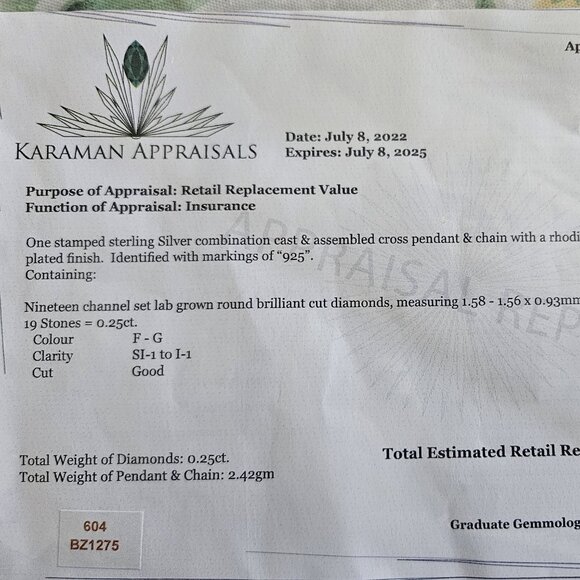 Ap
KARAMAN APPRAISALS
Date: July 8, 2022
Expires: July 8, 2025
Purpose of Appraisal: Retail Replacement Value
Function of Appraisal: Insurance
One stamped sterling Silver combination cast & assembled cross pendant & chain with a rhodi
plated finish. Identified with markings of "925".
Containing:
Nineteen channel set lab grown round brilliant cut diamonds, measuring 1.58 - 1.56 x 0.93mm
19 Stones = 0.25ct.
Colour F - G
Clarity SI-1 to I-1
Cut Good
APPRAISAL REP
Total Weight of Diamonds: 0.25ct.
Total Estimated Retail Re
Total Weight of Pendant & Chain: 2.42gm
604
BZ1275
Graduate Gemmolog